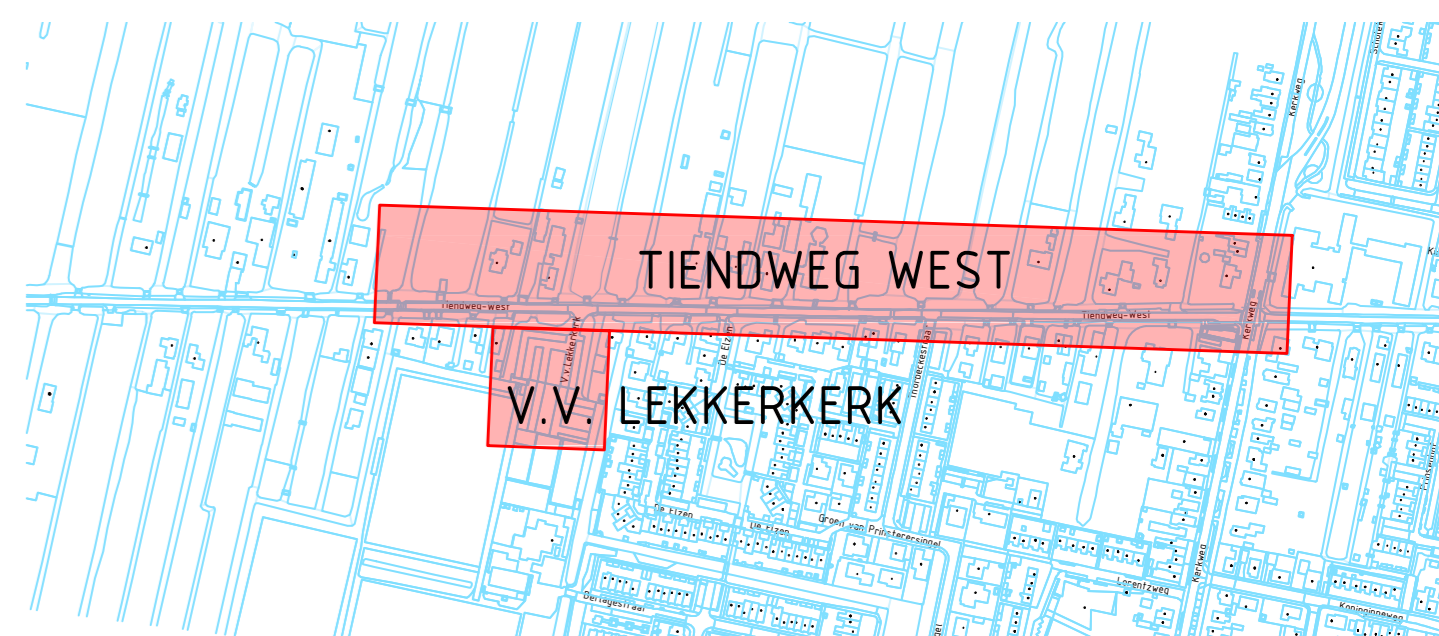 Kerkweg
TIENDWEG WEST
Tiendweg-West
Tiendweg-West
Kerkweg
V.v.Lekkerkerk
De Elzen
V.V. LEKKERKERK
De Elzen
De Elzen
Groen van Prinsterersingel
Kerkweg
Lorentzweg
Koninginneweg